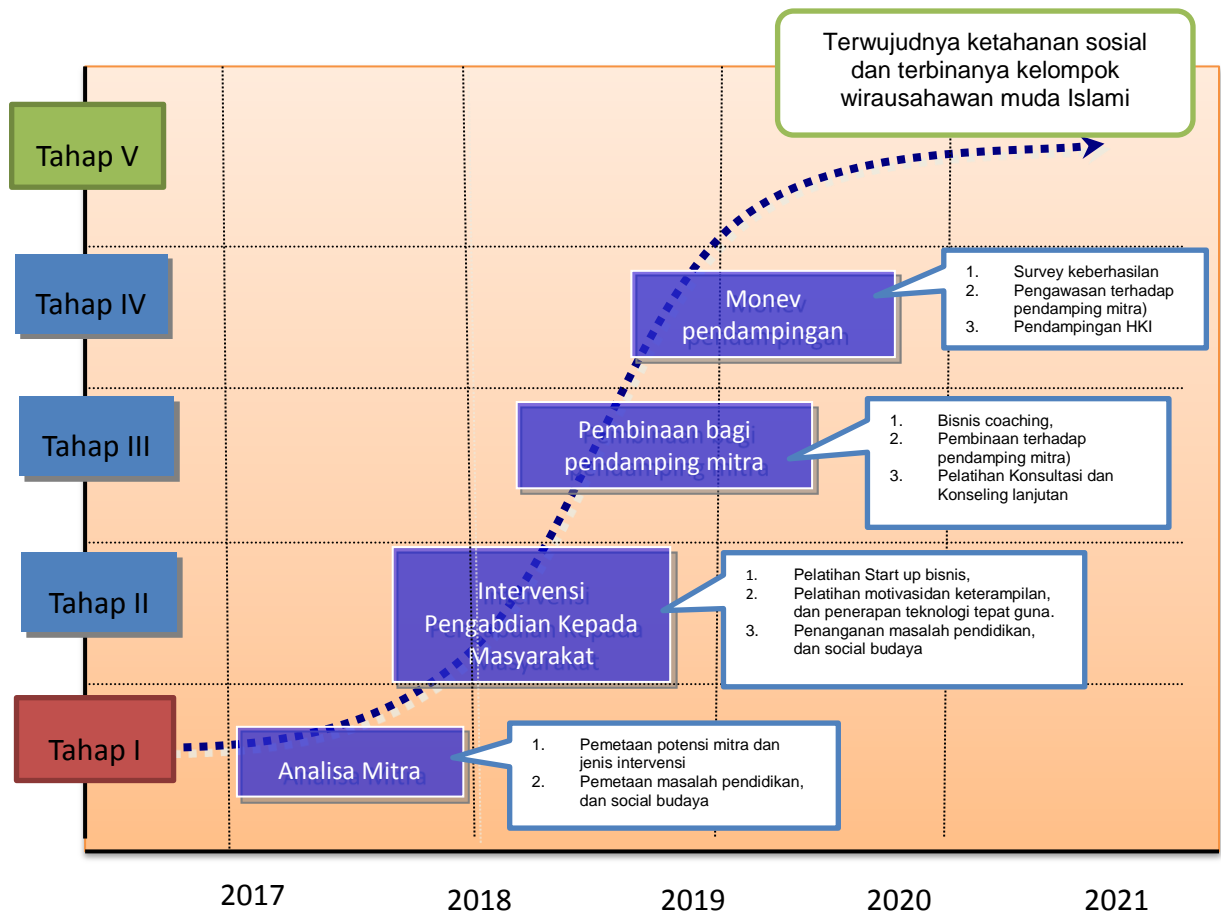 Terwujudnya ketahanan sosial
dan terbinanya kelompok
wirausahawan muda Islami
Tahap V
Tahap IV
Monev
pendampingan
1. Survey keberhasilan
2. Pengawasan terhadap
pendamping mitra)
3. Pendampingan HKI
Tahap III
Pembinaan bagi
pendamping mitra
1. Bisnis coaching,
2. Pembinaan terhadap
pendamping mitra)
3. Pelatihan Konsultasi dan
Konseling lanjutan
Tahap II
Intervensi
Pengabdian Kepada
Masyarakat
1. Pelatihan Start up bisnis,
2. Pelatihan motivasidan keterampilan,
dan penerapan teknologi tepat guna.
3. Penanganan masalah pendidikan,
dan social budaya
Tahap I
Analisa Mitra
1. Pemetaan potensi mitra dan
jenis intervensi
2. Pemetaan masalah pendidikan,
dan social budaya
2017 2018 2019 2020 2021